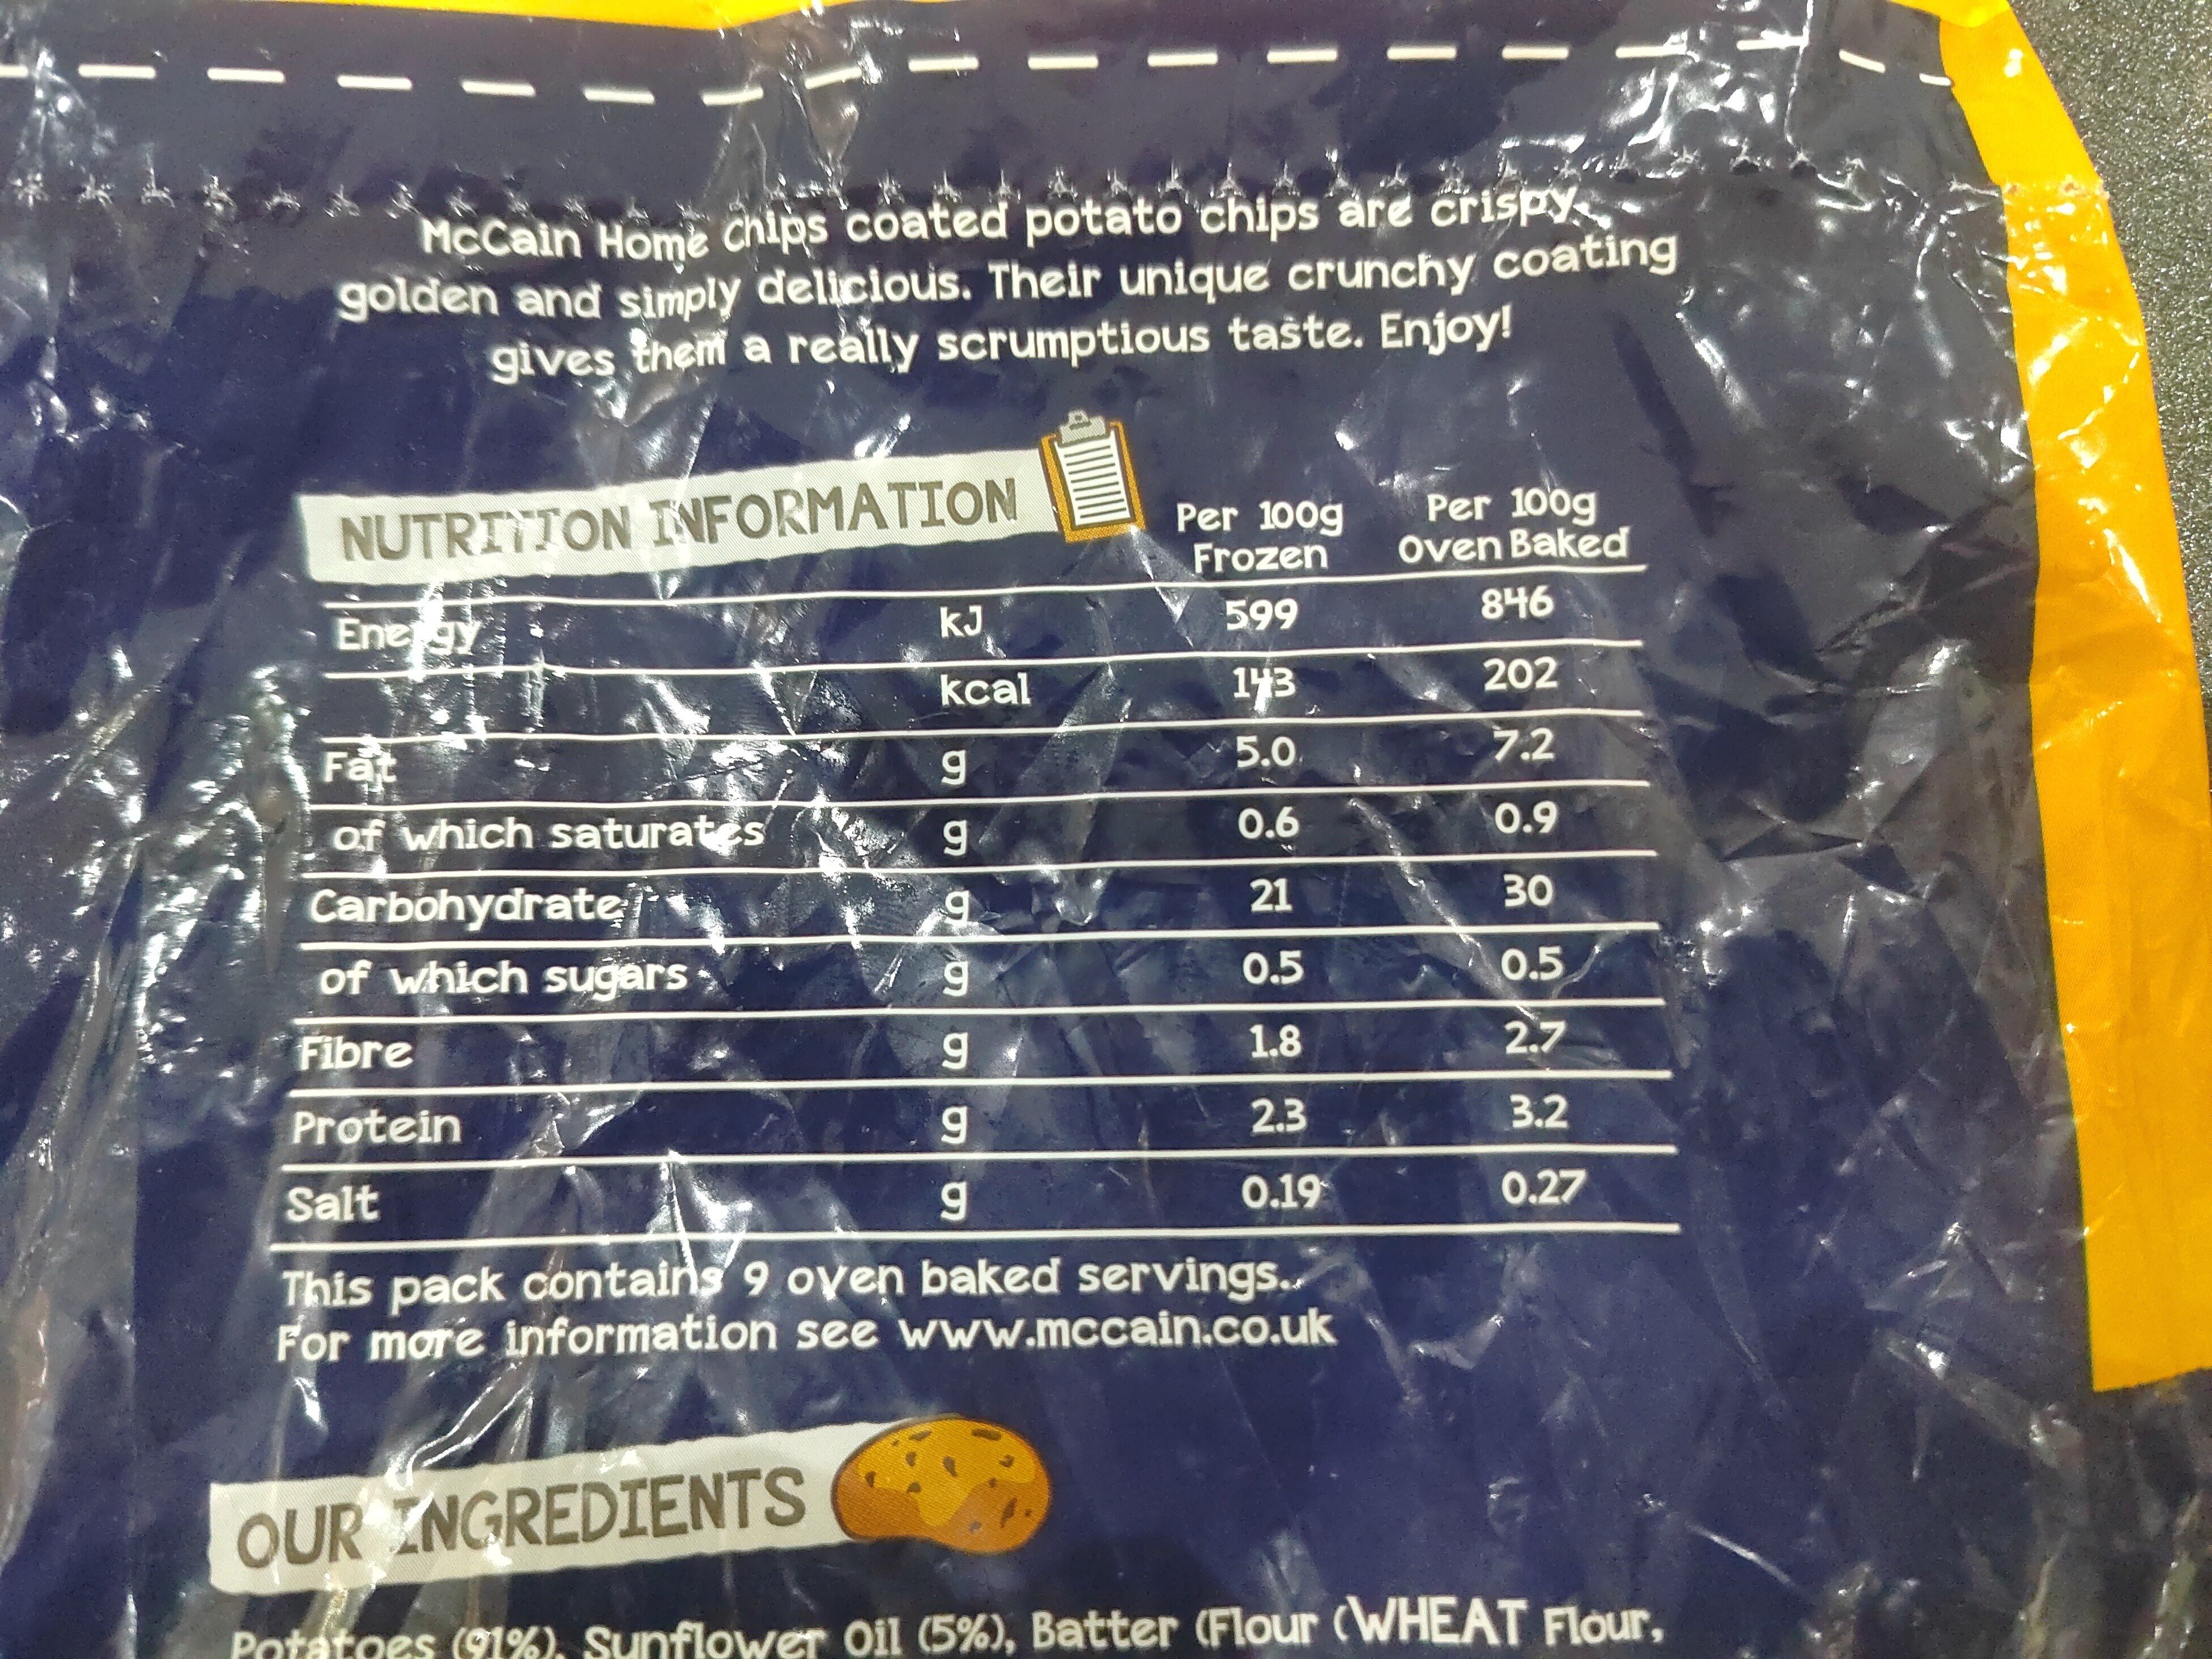 McCain Home Chips coated potato chips are crispy,
golden and simply delicious. Their unique crunchy coating
gives them a really scrumptious taste. Enjoy!
NUTRITION INFORMATION Per 100g Frozen Per 100g Oven Baked
Energy kJ 599 846
kcal 143 202
Fat g 5.0 7.2
of which saturates g 0.6 0.9
Carbohydrate g 21 30
of which sugars g 0.5 0.5
Fibre g 1.8 2.7
Protein g 2.3 3.2
Salt g 0.19 0.27
This pack contains 9 oven baked servings.
For more information see www.mccain.co.uk
OUR INGREDIENTS
Potatoes (91%), Sunflower Oil (5%), Batter (Flour (WHEAT Flour,